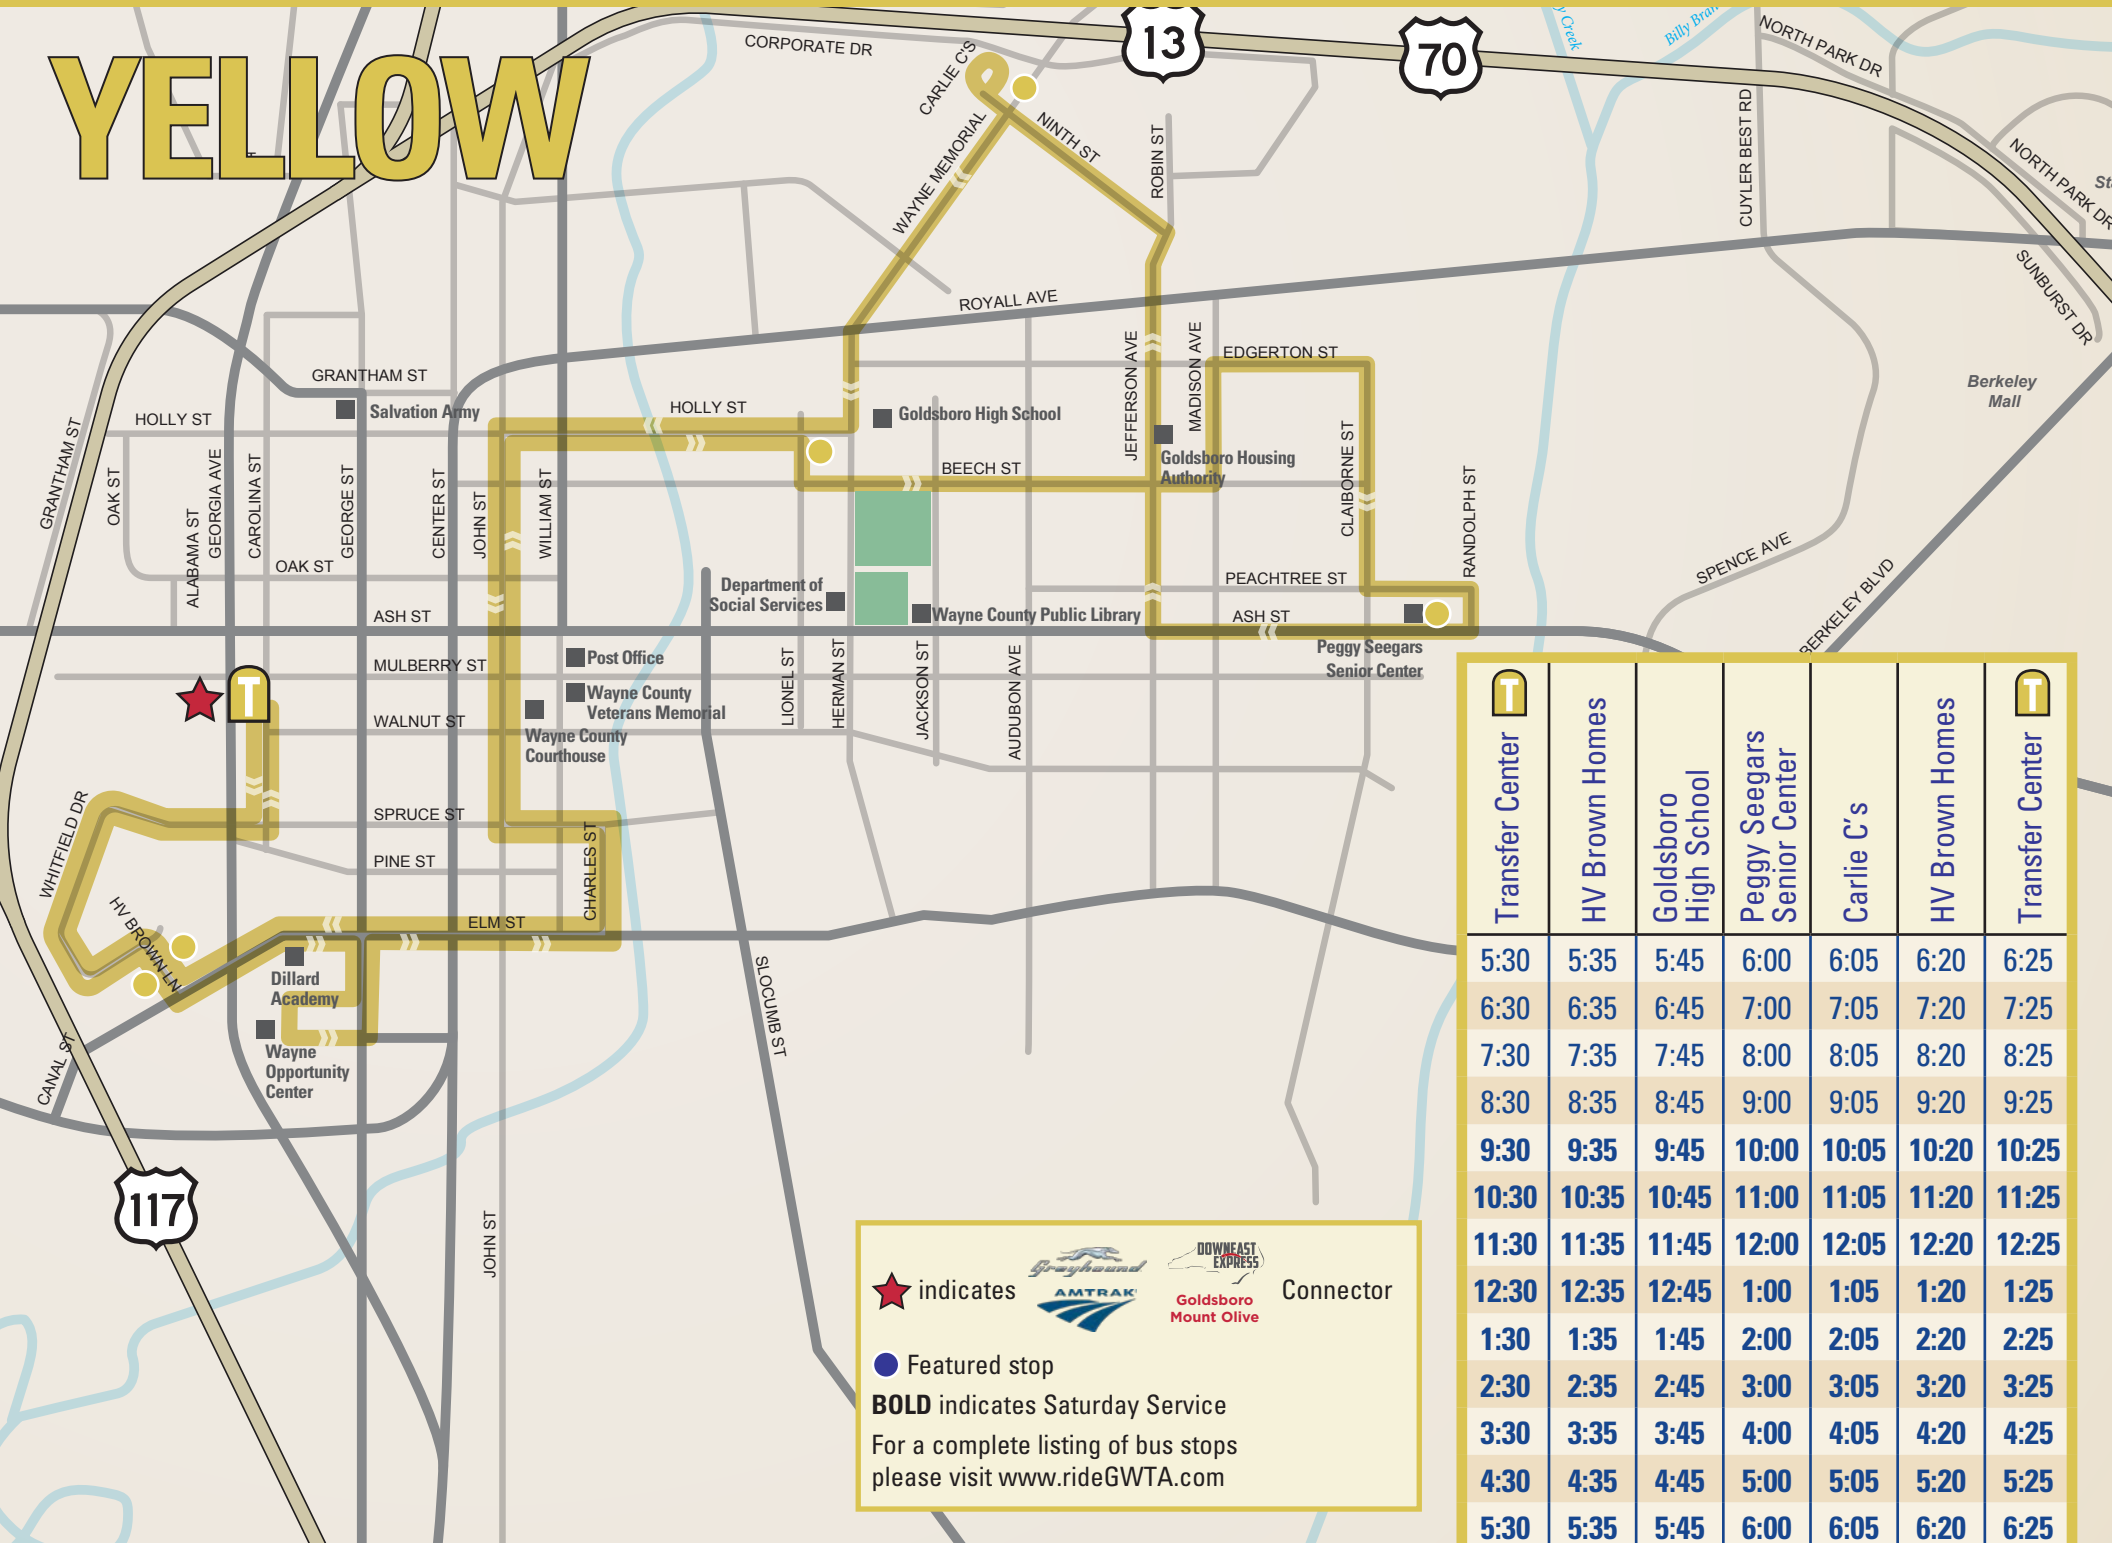 YELLOW
CORPORATE DR
CARLIE C'S
13
70
y Creek
Billy Bran
NORTH PARK DR
NORTH PARK DR
CUYLER BEST RD
SUNBURST DR
St
WAYNE MEMORIAL
NINTH ST
ROBIN ST
ROYALL AVE
Berkeley
Mall
GRANTHAM ST
Salvation Army
HOLLY ST
HOLLY ST
Goldsboro High School
JEFFERSON AVE
MADISON AVE
EDGERTON ST
GRANTHAM ST
OAK ST
ALABAMA ST
GEORGIA AVE
CAROLINA ST
GEORGE ST
CENTER ST
JOHN ST
WILLIAM ST
BEECH ST
Goldsboro Housing
Authority
CLAIBORNE ST
RANDOLPH ST
SPENCE AVE
BERKELEY BLVD
OAK ST
Department of
Social Services
PEACHTREE ST
ASH ST
Wayne County Public Library
ASH ST
Peggy Seegars
Senior Center
MULBERRY ST
Post Office
Wayne County
Veterans Memorial
LIONEL ST
HERMAN ST
JACKSON ST
AUDUBON AVE
T
WALNUT ST
Wayne County
Courthouse
WHITFIELD DR
SPRUCE ST
PINE ST
CHARLES ST
HV BROWN LN
ELM ST
Dillard
Academy
SLOCUMB ST
Wayne
Opportunity
Center
CANAL ST
117
JOHN ST
T T
Transfer Center
HV Brown Homes
Goldsboro
High School
Peggy Seegars
Senior Center
Carlie C's
HV Brown Homes
Transfer Center
5:30 5:35 5:45 6:00 6:05 6:20 6:25
6:30 6:35 6:45 7:00 7:05 7:20 7:25
7:30 7:35 7:45 8:00 8:05 8:20 8:25
8:30 8:35 8:45 9:00 9:05 9:20 9:25
9:30 9:35 9:45 10:00 10:05 10:20 10:25
10:30 10:35 10:45 11:00 11:05 11:20 11:25
11:30 11:35 11:45 12:00 12:05 12:20 12:25
12:30 12:35 12:45 1:00 1:05 1:20 1:25
1:30 1:35 1:45 2:00 2:05 2:20 2:25
2:30 2:35 2:45 3:00 3:05 3:20 3:25
3:30 3:35 3:45 4:00 4:05 4:20 4:25
4:30 4:35 4:45 5:00 5:05 5:20 5:25
5:30 5:35 5:45 6:00 6:05 6:20 6:25
indicates
Greyhound
AMTRAK
DOWNEAST
EXPRESS
Goldsboro
Mount Olive
Connector
Featured stop
BOLD indicates Saturday Service
For a complete listing of bus stops
please visit www.rideGWTA.com